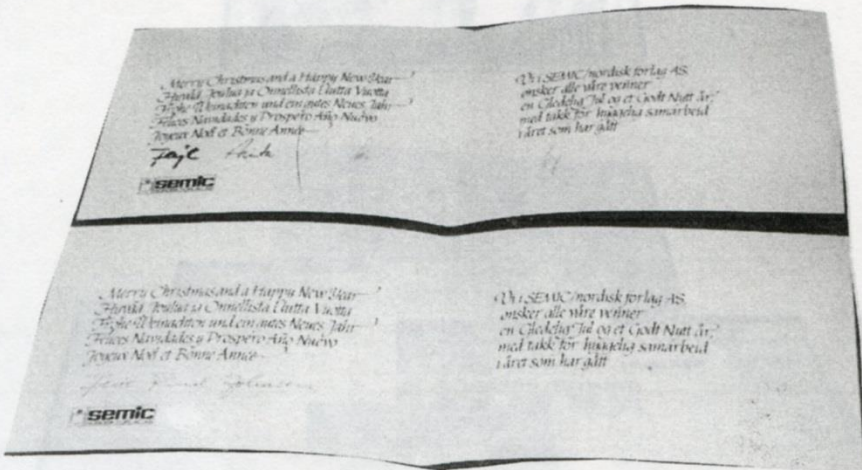 Merry Christmas and a Happy New Year
Hauskaa Joulua ja Onnellista Uutta Vuotta
Frohe Weinachten und ein gutes Neues Jahr
Felices Navidades y Prospero Año Nuevo
Joyeux Noël et Bonne Année
semic
Vi i SEMIC/nordisk forlag AS.
ønsker alle våre venner
en Gledelig Jul og et Godt Nytt år,
med takk for hyggelig samarbeid
i året som har gått
Merry Christmas and a Happy New Year
Joulua ja Onnellista Uutta Vuotta
Frohe Weinachten und ein gutes Neues Jahr
Felices Navidades y Prospero Año Nuevo
Joyeux Noël et Bonne Année
semic
Vi i SEMIC/nordisk forlag AS.
ønsker alle våre venner
en Gledelig Jul og et Godt Nytt år,
med takk for hyggelig samarbeid
i året som har gått